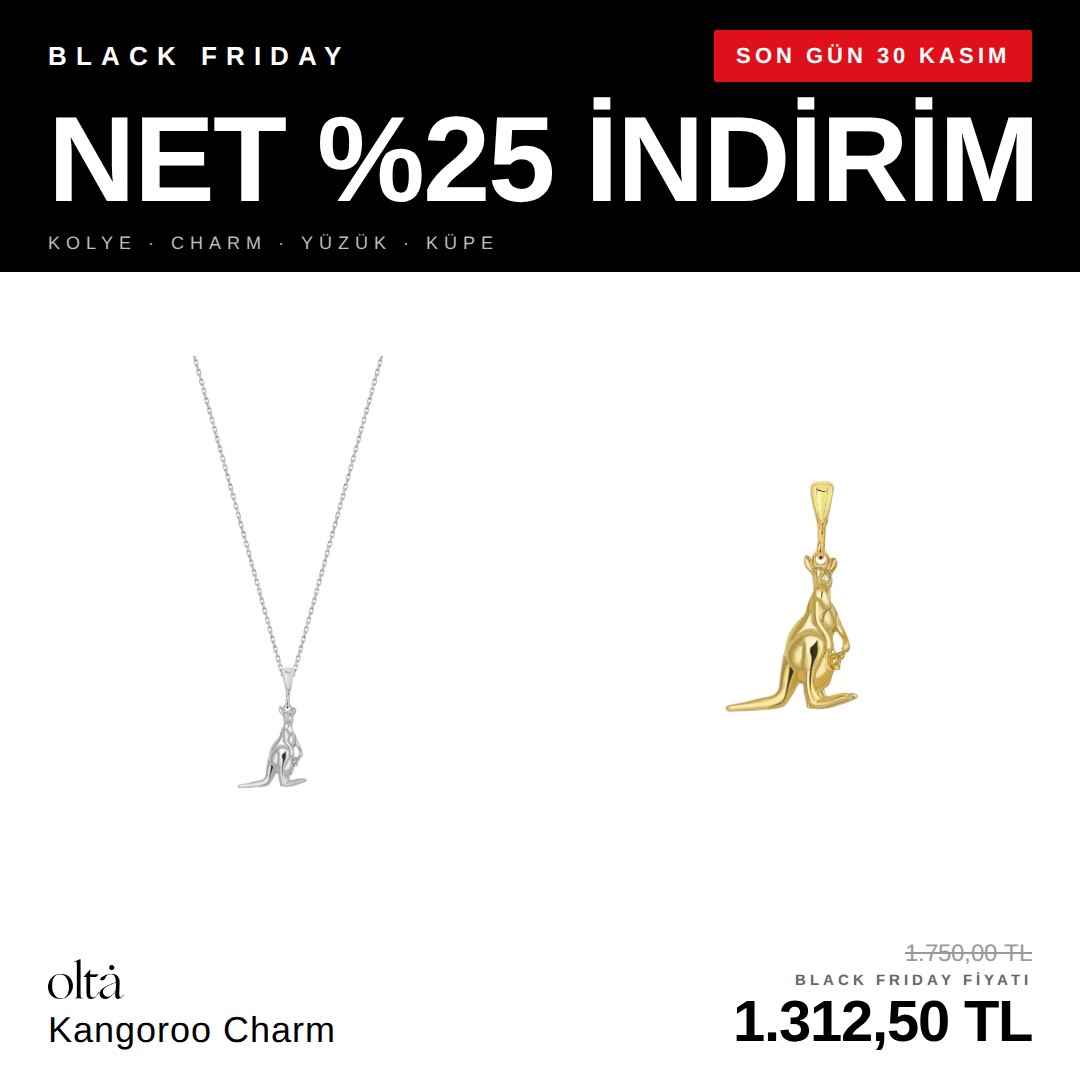 BLACK FRIDAY
SON GÜN 30 KASIM
NET %25 İNDİRİM
KOLYE · CHARM · YÜZÜK · KÜPE
1.750,00 TL
BLACK FRIDAY FİYATI
olta
Kangoroo Charm
1.312,50 TL